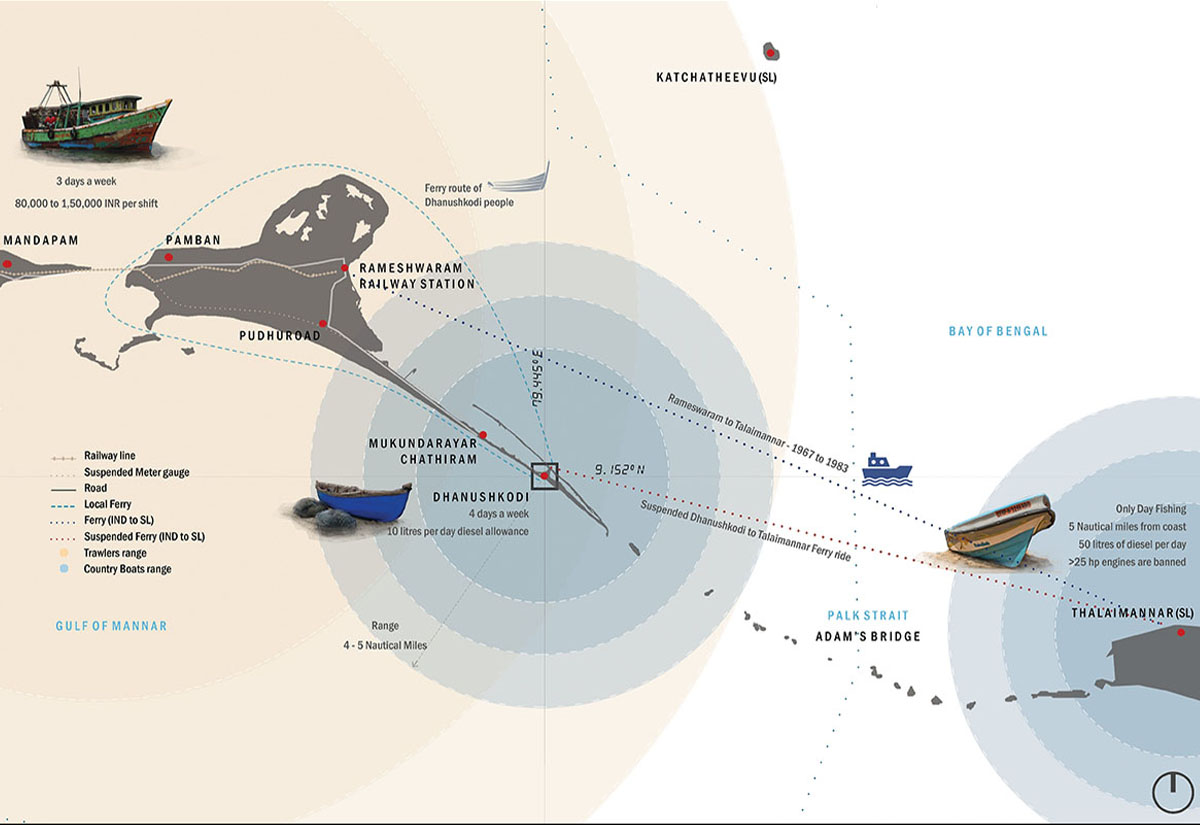 KATCHATHEEVU(SL)
3 days a week
80,000 to 1,50,000 INR per shift
Ferry route of
Dhanushkodi people
MANDAPAM
PAMBAN
RAMESHWARAM
RAILWAY STATION
PUDHUROAD
BAY OF BENGAL
79.445° E
Rameswaram to Talaimannar - 1967 to 1983
MUKUNDARAYAR
CHATHIRAM
9.152° N
DHANUSHKODI
4 days a week
10 litres per day diesel allowance
Suspended Dhanushkodi to Talaimannar Ferry ride
Only Day Fishing
5 Nautical miles from coast
50 litres of diesel per day
>25 hp engines are banned
Railway line
Suspended Meter gauge
Road
Local Ferry
Ferry (IND to SL)
Suspended Ferry (IND to SL)
Trawlers range
Country Boats range
GULF OF MANNAR
Range
4 - 5 Nautical Miles
PALK STRAIT
ADAM'S BRIDGE
THALAIMANNAR(SL)